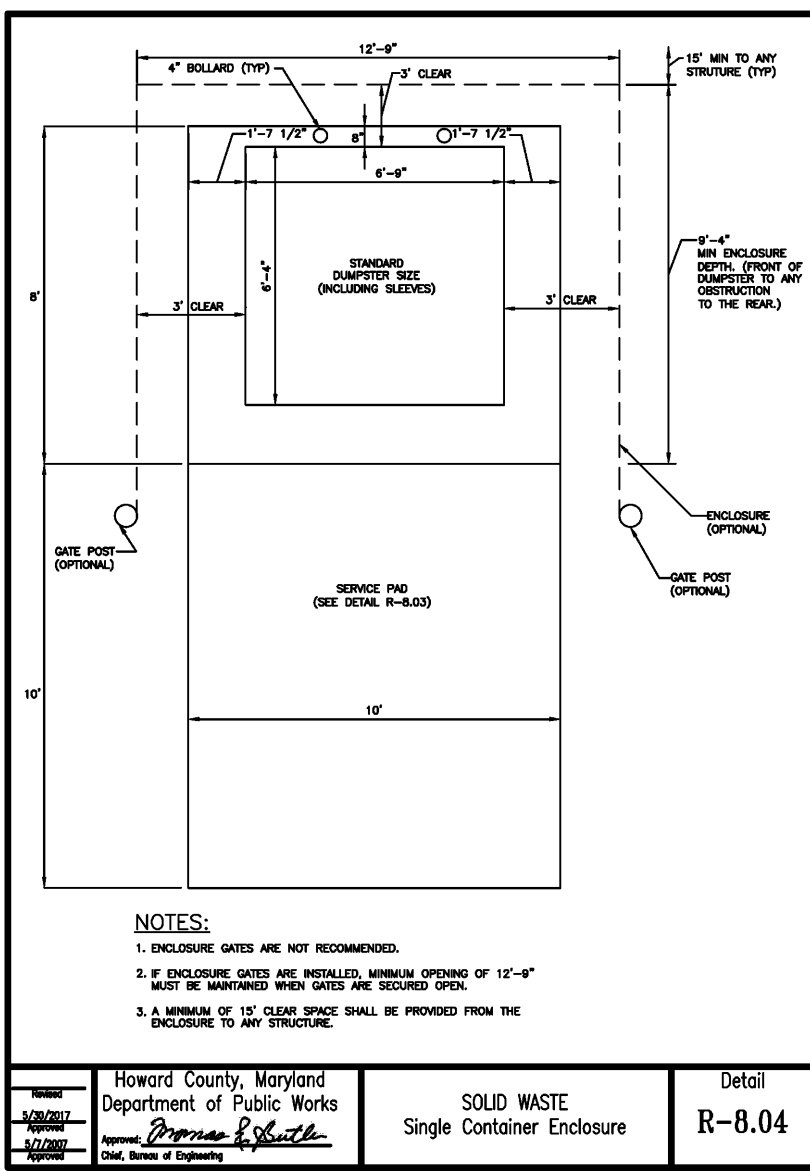 12'-9"
4" BOLLARD (TYP)
3' CLEAR
15' MIN TO ANY
STRUTURE (TYP)
1'-7 1/2"
8"
1'-7 1/2"
6'-9"
STANDARD
DUMPSTER SIZE
(INCLUDING SLEEVES)
6'-4"
9'-4"
MIN ENCLOSURE
DEPTH. (FRONT OF
DUMPSTER TO ANY
OBSTRUCTION
TO THE REAR.)
8'
3' CLEAR
3' CLEAR
ENCLOSURE
(OPTIONAL)
GATE POST
(OPTIONAL)
GATE POST
(OPTIONAL)
SERVICE PAD
(SEE DETAIL R-8.03)
10'
10'
NOTES:
1. ENCLOSURE GATES ARE NOT RECOMMENDED.
2. IF ENCLOSURE GATES ARE INSTALLED, MINIMUM OPENING OF 12'-9"
MUST BE MAINTAINED WHEN GATES ARE SECURED OPEN.
3. A MINIMUM OF 15' CLEAR SPACE SHALL BE PROVIDED FROM THE
ENCLOSURE TO ANY STRUCTURE.
Revised
5/30/2017
Approved
5/7/2007
Approved
Howard County, Maryland
Department of Public Works
Approved: Thomas E. Butler
Chief, Bureau of Engineering
SOLID WASTE
Single Container Enclosure
Detail
R-8.04